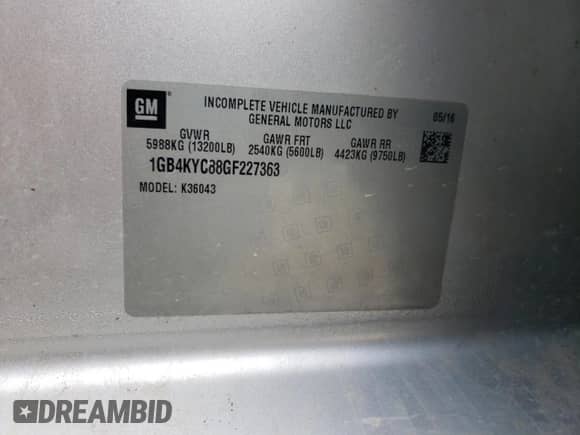 GM
INCOMPLETE VEHICLE MANUFACTURED BY
GENERAL MOTORS LLC
05/16
GVWR GAWR FRT GAWR RR
5988KG (13200LB) 2540KG (5600LB) 4423KG (9750LB)
1GB4KYC88GF227363
MODEL: K36043
DREAMBID